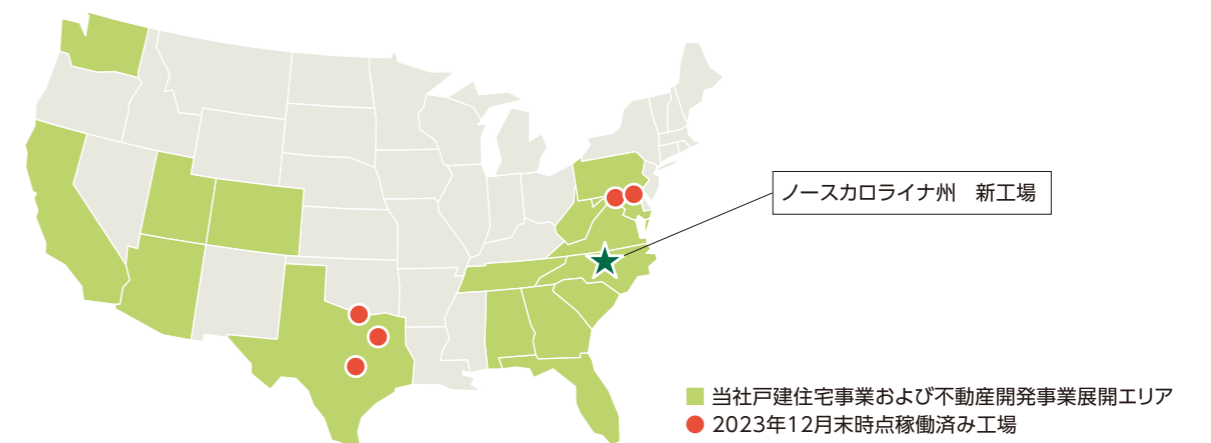 ノースカロライナ州　新工場
当社戸建住宅事業および不動産開発事業展開エリア
2023年12月末時点稼働済み工場